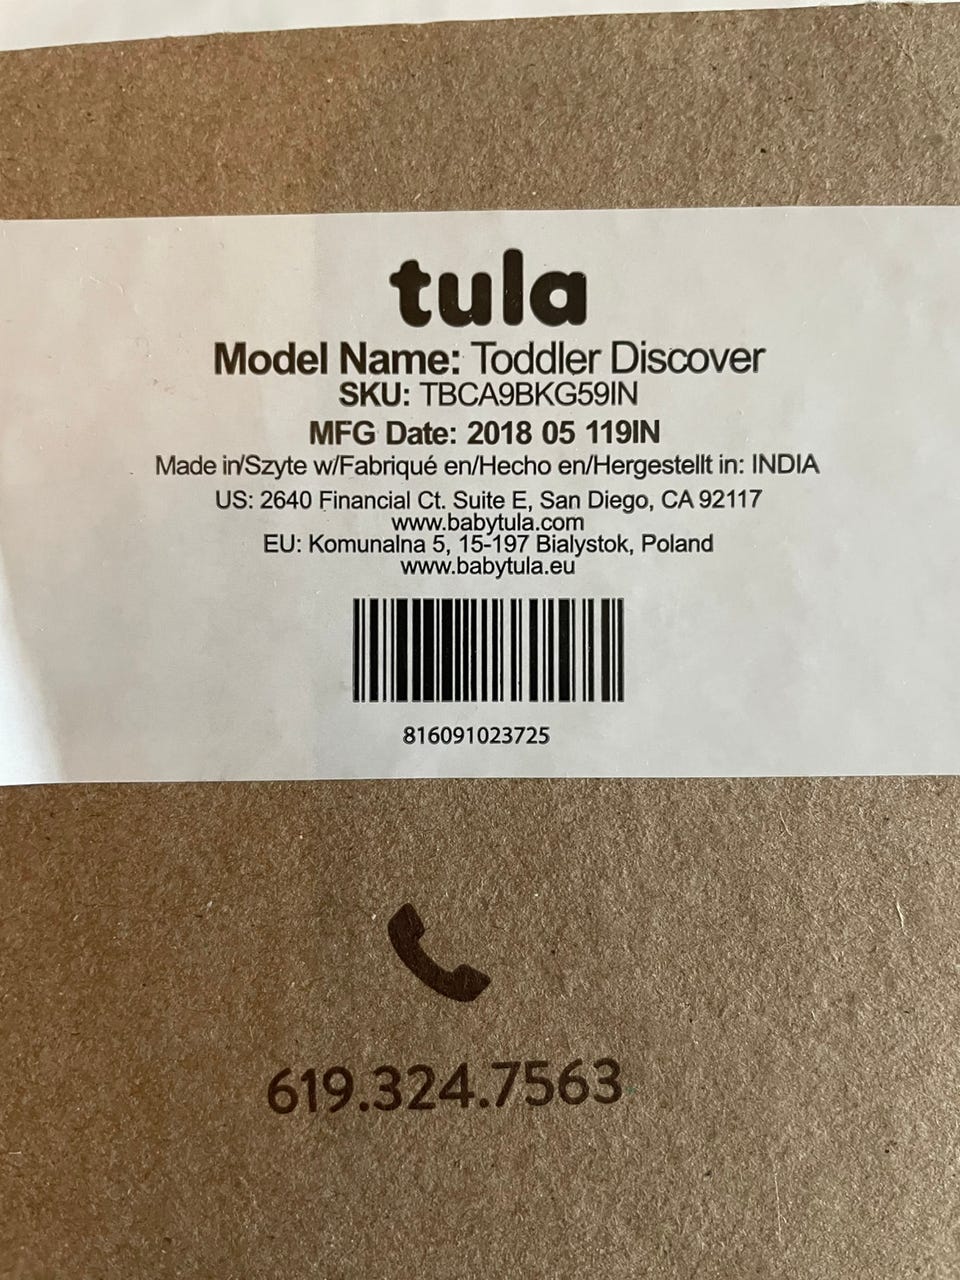 tula
Model Name: Toddler Discover
SKU: TBCA9BKG59IN
MFG Date: 2018 05 119IN
Made in/Szyte w/Fabriqué en/Hecho en/Hergestellt in: INDIA
US: 2640 Financial Ct. Suite E, San Diego, CA 92117
www.babytula.com
EU: Komunalna 5, 15-197 Bialystok, Poland
www.babytula.eu
816091023725
619.324.7563